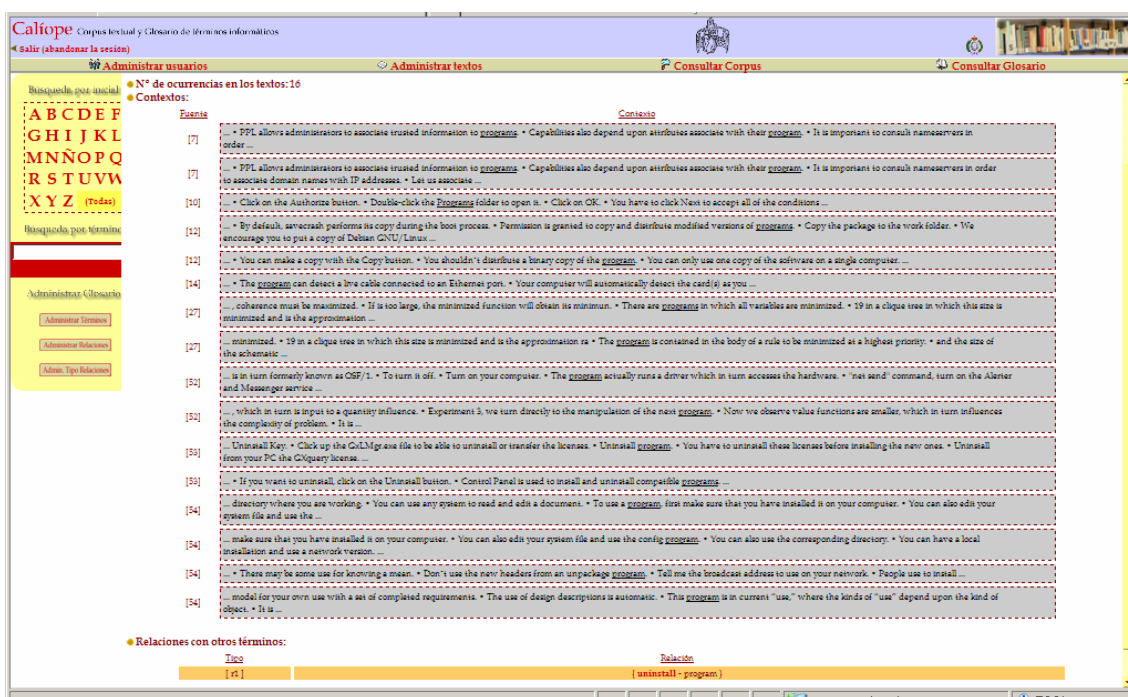 Calíope Corpus textual y Glosario de términos informáticos
Salir (abandonar la sesión)
Administrar usuarios
Administrar textos
Consultar Corpus
Consultar Glosario
Búsqueda por inicial
A B C D E F
G H I J K L
M N Ñ O P Q
R S T U V W
X Y Z (Todas)
Búsqueda por término
Administrar Glosario
Administrar Términos
Administrar Relaciones
Admin. Tipo Relaciones
Nº de ocurrencias en los textos: 16
Contextos:
Fuente Contexto
[7] ... • PPL allows administrators to associate trusted information to programs. • Capabilities also depend upon attributes associate with their program. • It is important to consult nameservers in
order ...
[7] ... • PPL allows administrators to associate trusted information to programs. • Capabilities also depend upon attributes associate with their program. • It is important to consult nameservers in order
to associate domain names with IP addresses. • Let us associate ...
[10] ... • Click on the Authorize button. • Double-click the Programs folder to open it. • Click on OK. • You have to click Next to accept all of the conditions ...
[12] ... • By default, savecrash performs its copy during the boot process. • Permission is granted to copy and distribute modified versions of programs. • Copy the package to the work folder. • We
encourage you to put a copy of Debian GNU/Linux ...
[12] ... • You can make a copy with the Copy button. • You shouldn't distribute a binary copy of the program. • You can only use one copy of the software on a single computer. ...
[14] ... • The program can detect a live cable connected to an Ethernet port. • Your computer will automatically detect the card(s) as you ...
[27] ... , coherence must be maximized. • If is too large, the minimized function will obtain its minimun. • There are programs in which all variables are minimized. • 19 in a clique tree in which this size is
minimized and is the approximation ...
[27] ... minimized. • 19 in a clique tree in which this size is minimized and is the approximation ra • The program is contained in the body of a rule to be minimized at a highest priority. • and the size of
the schematic ...
[52] ... is in turn formerly known as OSF/1. • To turn it off. • Turn on your computer. • The program actually runs a driver which in turn accesses the hardware. • "net send" command, turn on the Alerter
and Messenger service ...
[52] ... , which in turn is input to a quantity influence. • Experiment 3, we turn directly to the manipulation of the next program. • Now we observe value functions are smaller, which in turn influences
the complexity of problem. • It is ...
[53] ... Uninstall Key. • Click up the GxLMgr.exe file to be able to uninstall or transfer the licenses. • Uninstall program. • You have to uninstall these licenses before installing the new ones. • Uninstall
from your PC the GXquery license. ...
[53] ... • If you want to uninstall, click on the Uninstall button. • Control Panel is used to install and uninstall compatible programs. ...
[54] ... directory where you are working. • You can use any system to read and edit a document. • To use a program, first make sure that you have installed it on your computer. • You can also edit your
system file and use the ...
[54] ... make sure that you have installed it on your computer. • You can also edit your system file and use the config program. • You can also use the corresponding directory. • You can have a local
installation and use a network version. ...
[54] ... • There may be some use for knowing a mean. • Don't use the new headers from an unpackage program. • Tell me the broadcast address to use on your network. • People use to install ...
[54] ... model for your own use with a set of completed requirements. • The use of design descriptions is automatic. • This program is in current "use," where the kinds of "use" depend upon the kind of
object. • It is ...
Relaciones con otros términos:
Tipo Relación
[ r1 ] { uninstall - program }